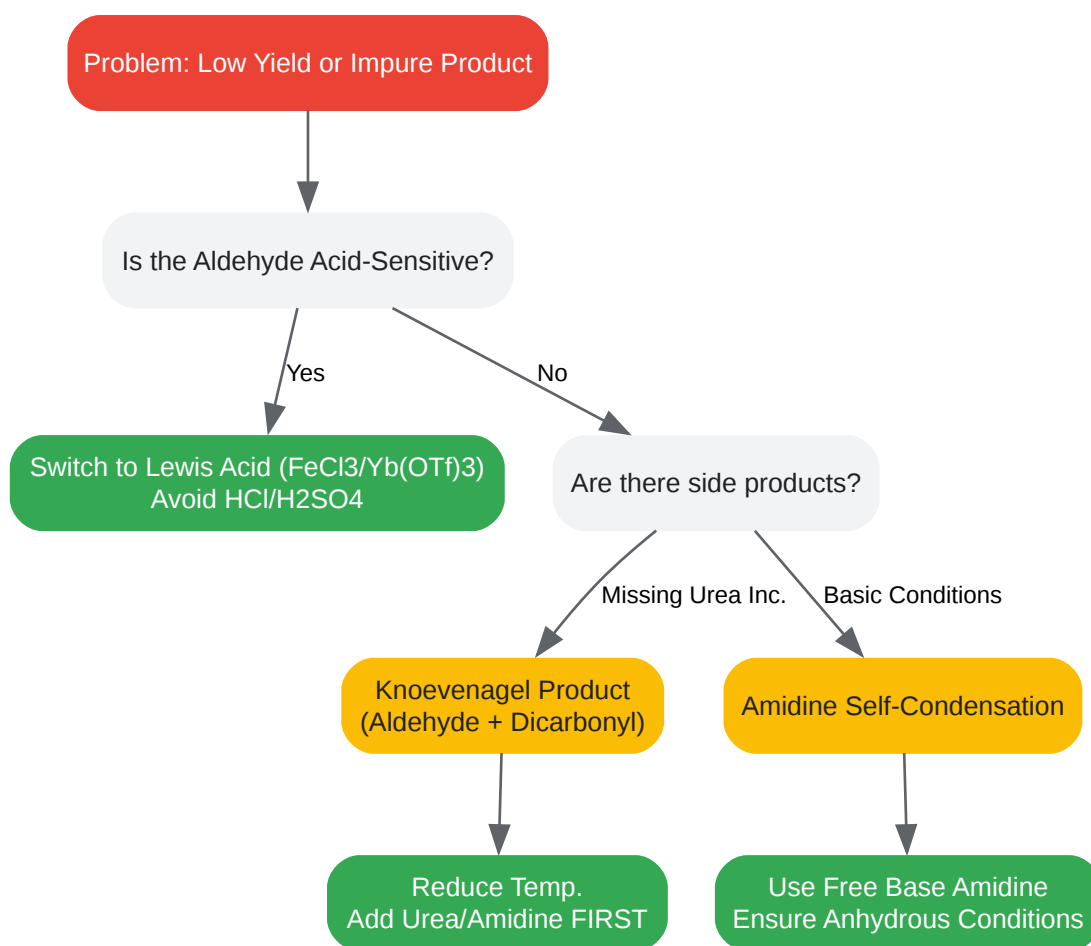 Problem: Low Yield or Impure Product
Is the Aldehyde Acid-Sensitive?
Yes
No
Switch to Lewis Acid (FeCl3/Yb(OTf)3)
Avoid HCl/H2SO4
Are there side products?
Missing Urea Inc.
Basic Conditions
Knoevenagel Product
(Aldehyde + Dicarbonyl)
Amidine Self-Condensation
Reduce Temp.
Add Urea/Amidine FIRST
Use Free Base Amidine
Ensure Anhydrous Conditions